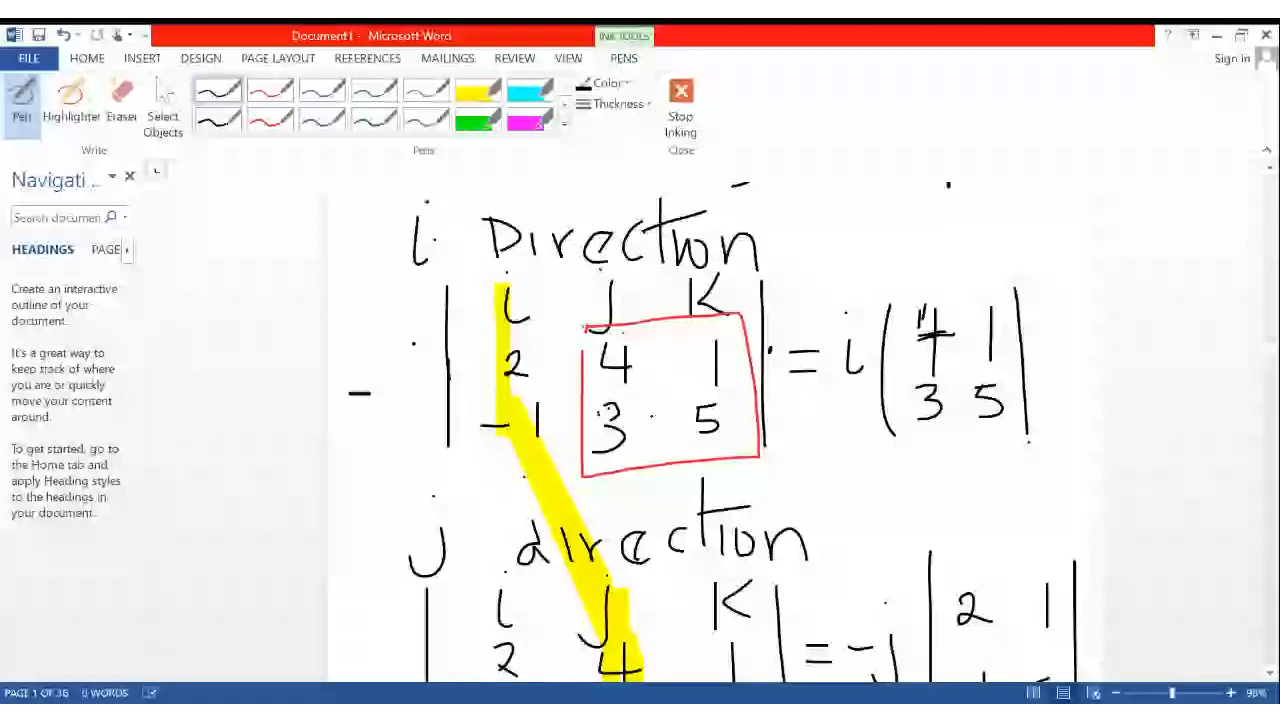 Document1 - Microsoft Word
INK TOOLS
?
Sign in
FILE HOME INSERT DESIGN PAGE LAYOUT REFERENCES MAILINGS REVIEW VIEW PENS
Pen Highlighter Eraser Select Objects
Color
Thickness
Stop Inking
Write Pens Close
Navigati...
Search documen
HEADINGS PAGE
Create an interactive
outline of your
document.
It's a great way to
keep track of where
you are or quickly
move your content
around.
To get started, go to
the Home tab and
apply Heading styles
to the headings in
your document.
i Direction
| i j K |
- | 2 4 1 | = i ( 4 1 |
| -1 3 5 | 3 5 |
j direction
| i j K | = -j | 2 1 |
2 4 1
PAGE 1 OF 36 0 WORDS
98%